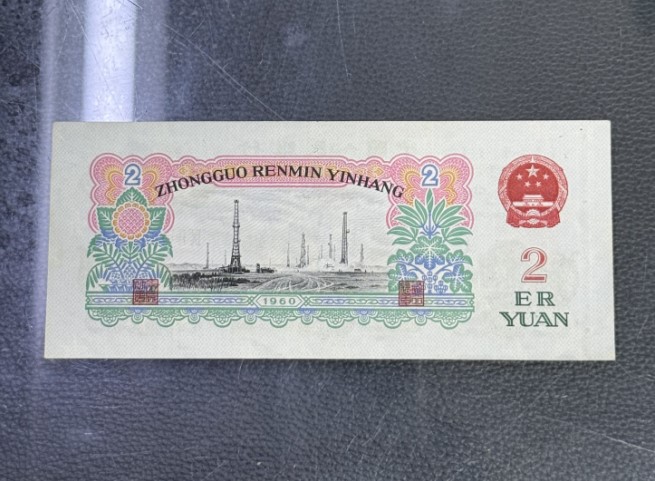 2
2
ZHONGGUO RENMIN YINHANG
1960
2
ER
YUAN